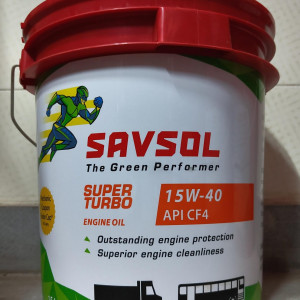 SAVSOL
The Green Performer
SUPER
TURBO
ENGINE OIL
15W-40
API CF4
Outstanding engine protection
Superior engine cleanliness